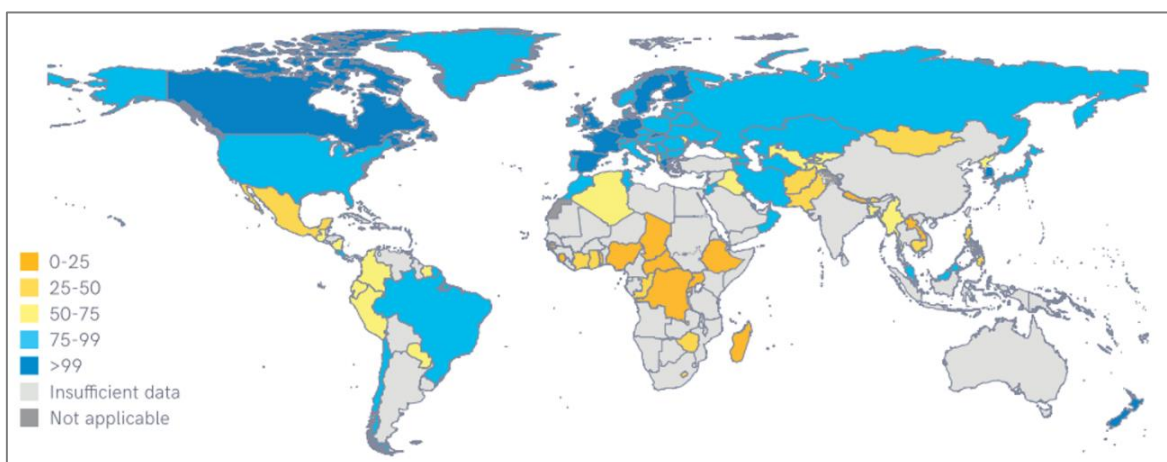 0-25
25-50
50-75
75-99
>99
Insufficient data
Not applicable